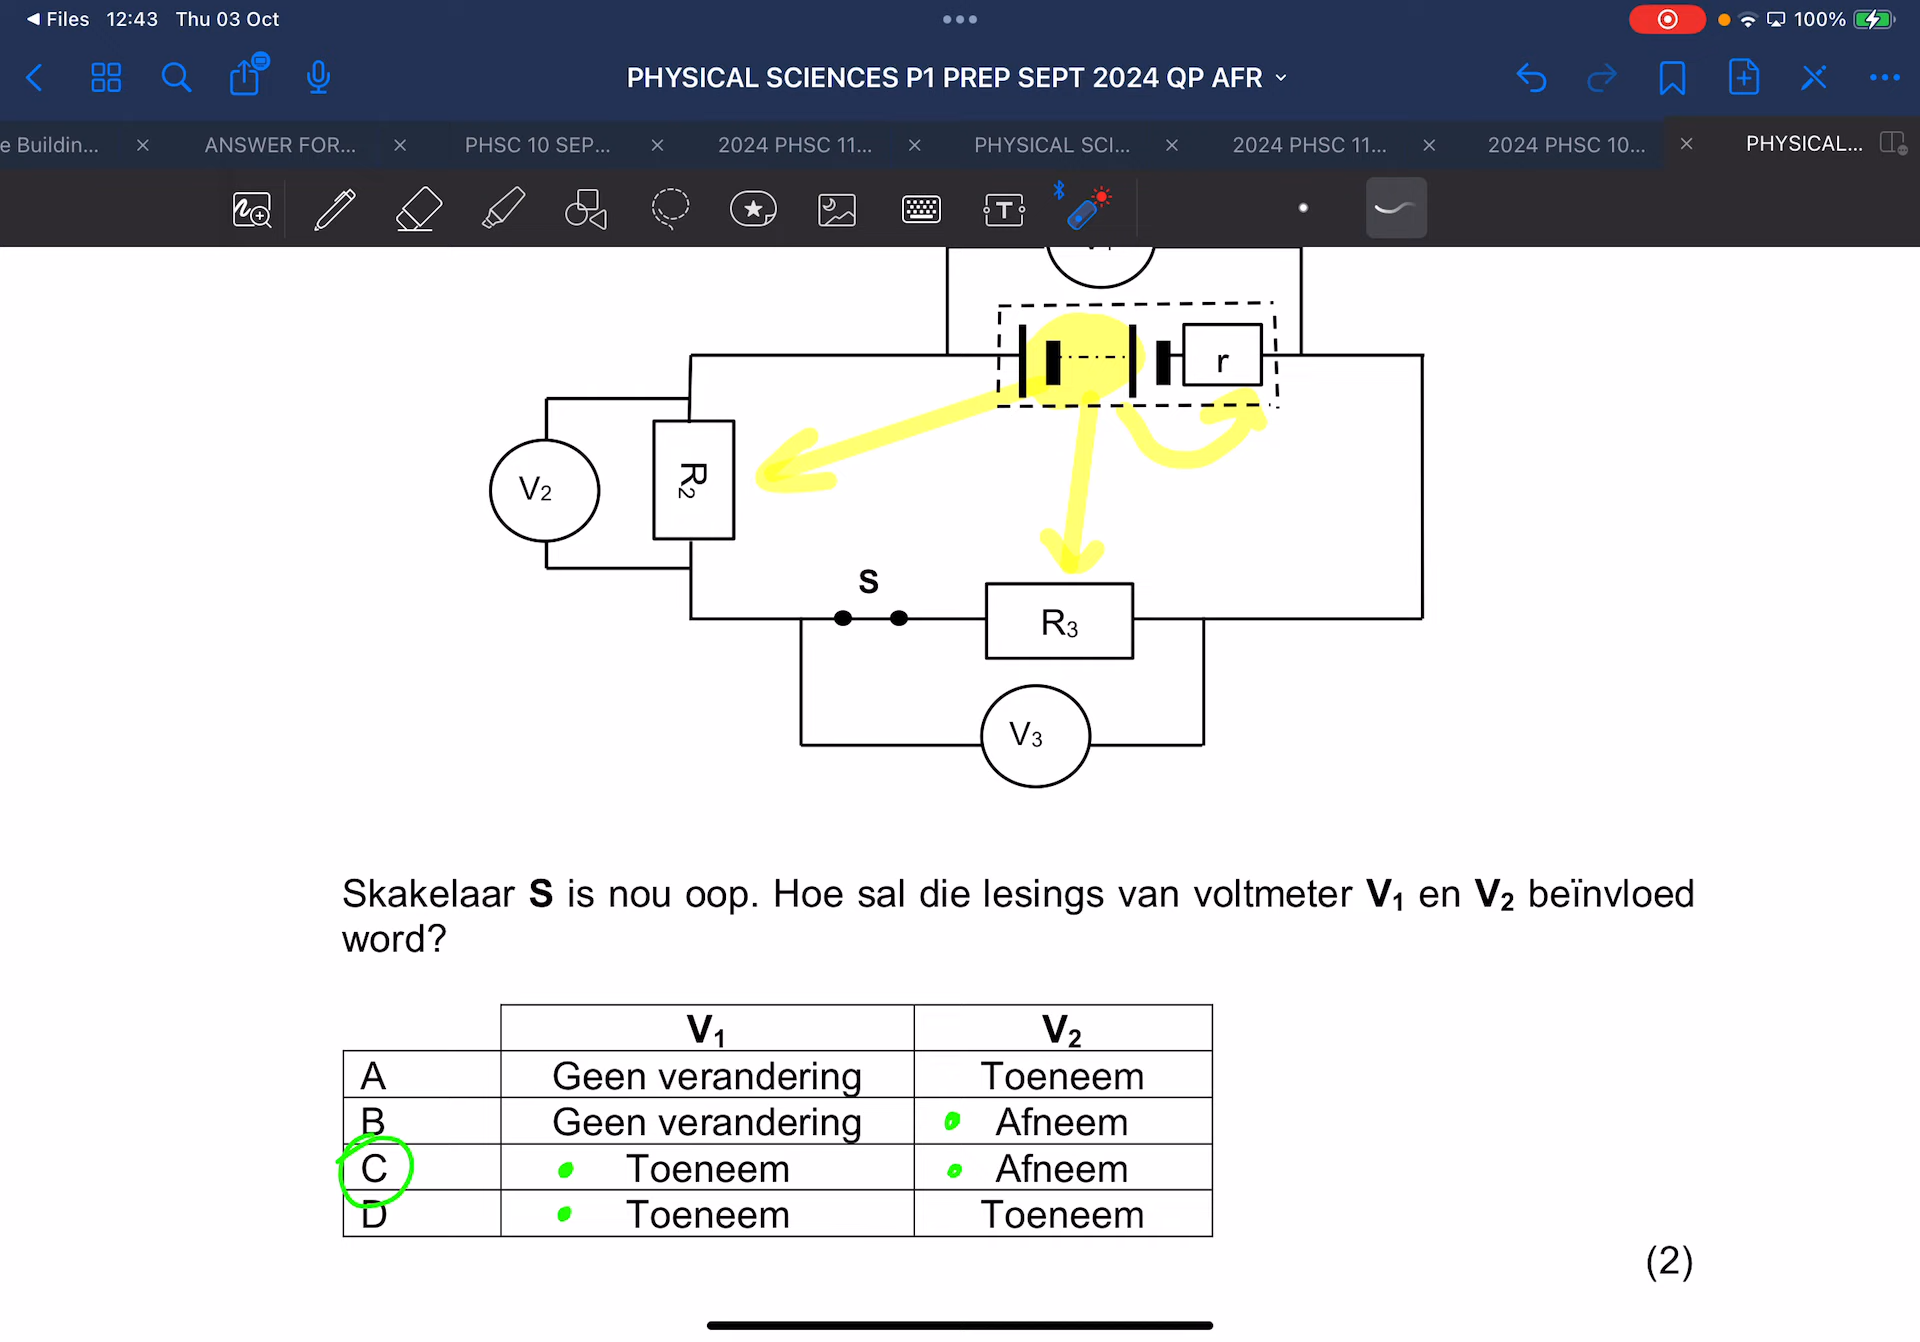 Files 12:43 Thu 03 Oct 100%
PHYSICAL SCIENCES P1 PREP SEPT 2024 QP AFR
e Buildin... ANSWER FOR... PHSC 10 SEP... 2024 PHSC 11... PHYSICAL SCI... 2024 PHSC 11... 2024 PHSC 10... PHYSICAL...
r
R2
V2
S
R3
V3
Skakelaar S is nou oop. Hoe sal die lesings van voltmeter V1 en V2 beïnvloed
word?
V1 V2
A Geen verandering Toeneem
B Geen verandering Afneem
C Toeneem Afneem
D Toeneem Toeneem
(2)